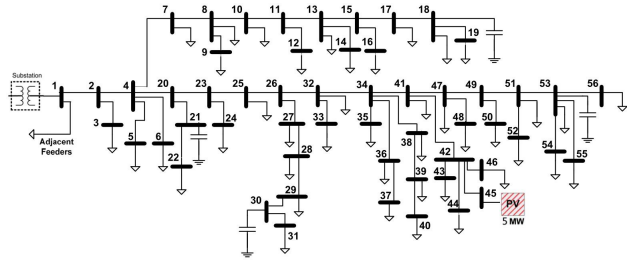 7 8 10 11 13 15 17 18
9 12 14 16 19
Substation
1 2 4 20 23 25 26 32 34 41 47 49 51 53 56
3 5 6 21 22 24 27 33 35 38 48 50 52
Adjacent
Feeders
28 36 42 46 54 55
29 37 39 43 44 45
30 31 40
PV
5 MW